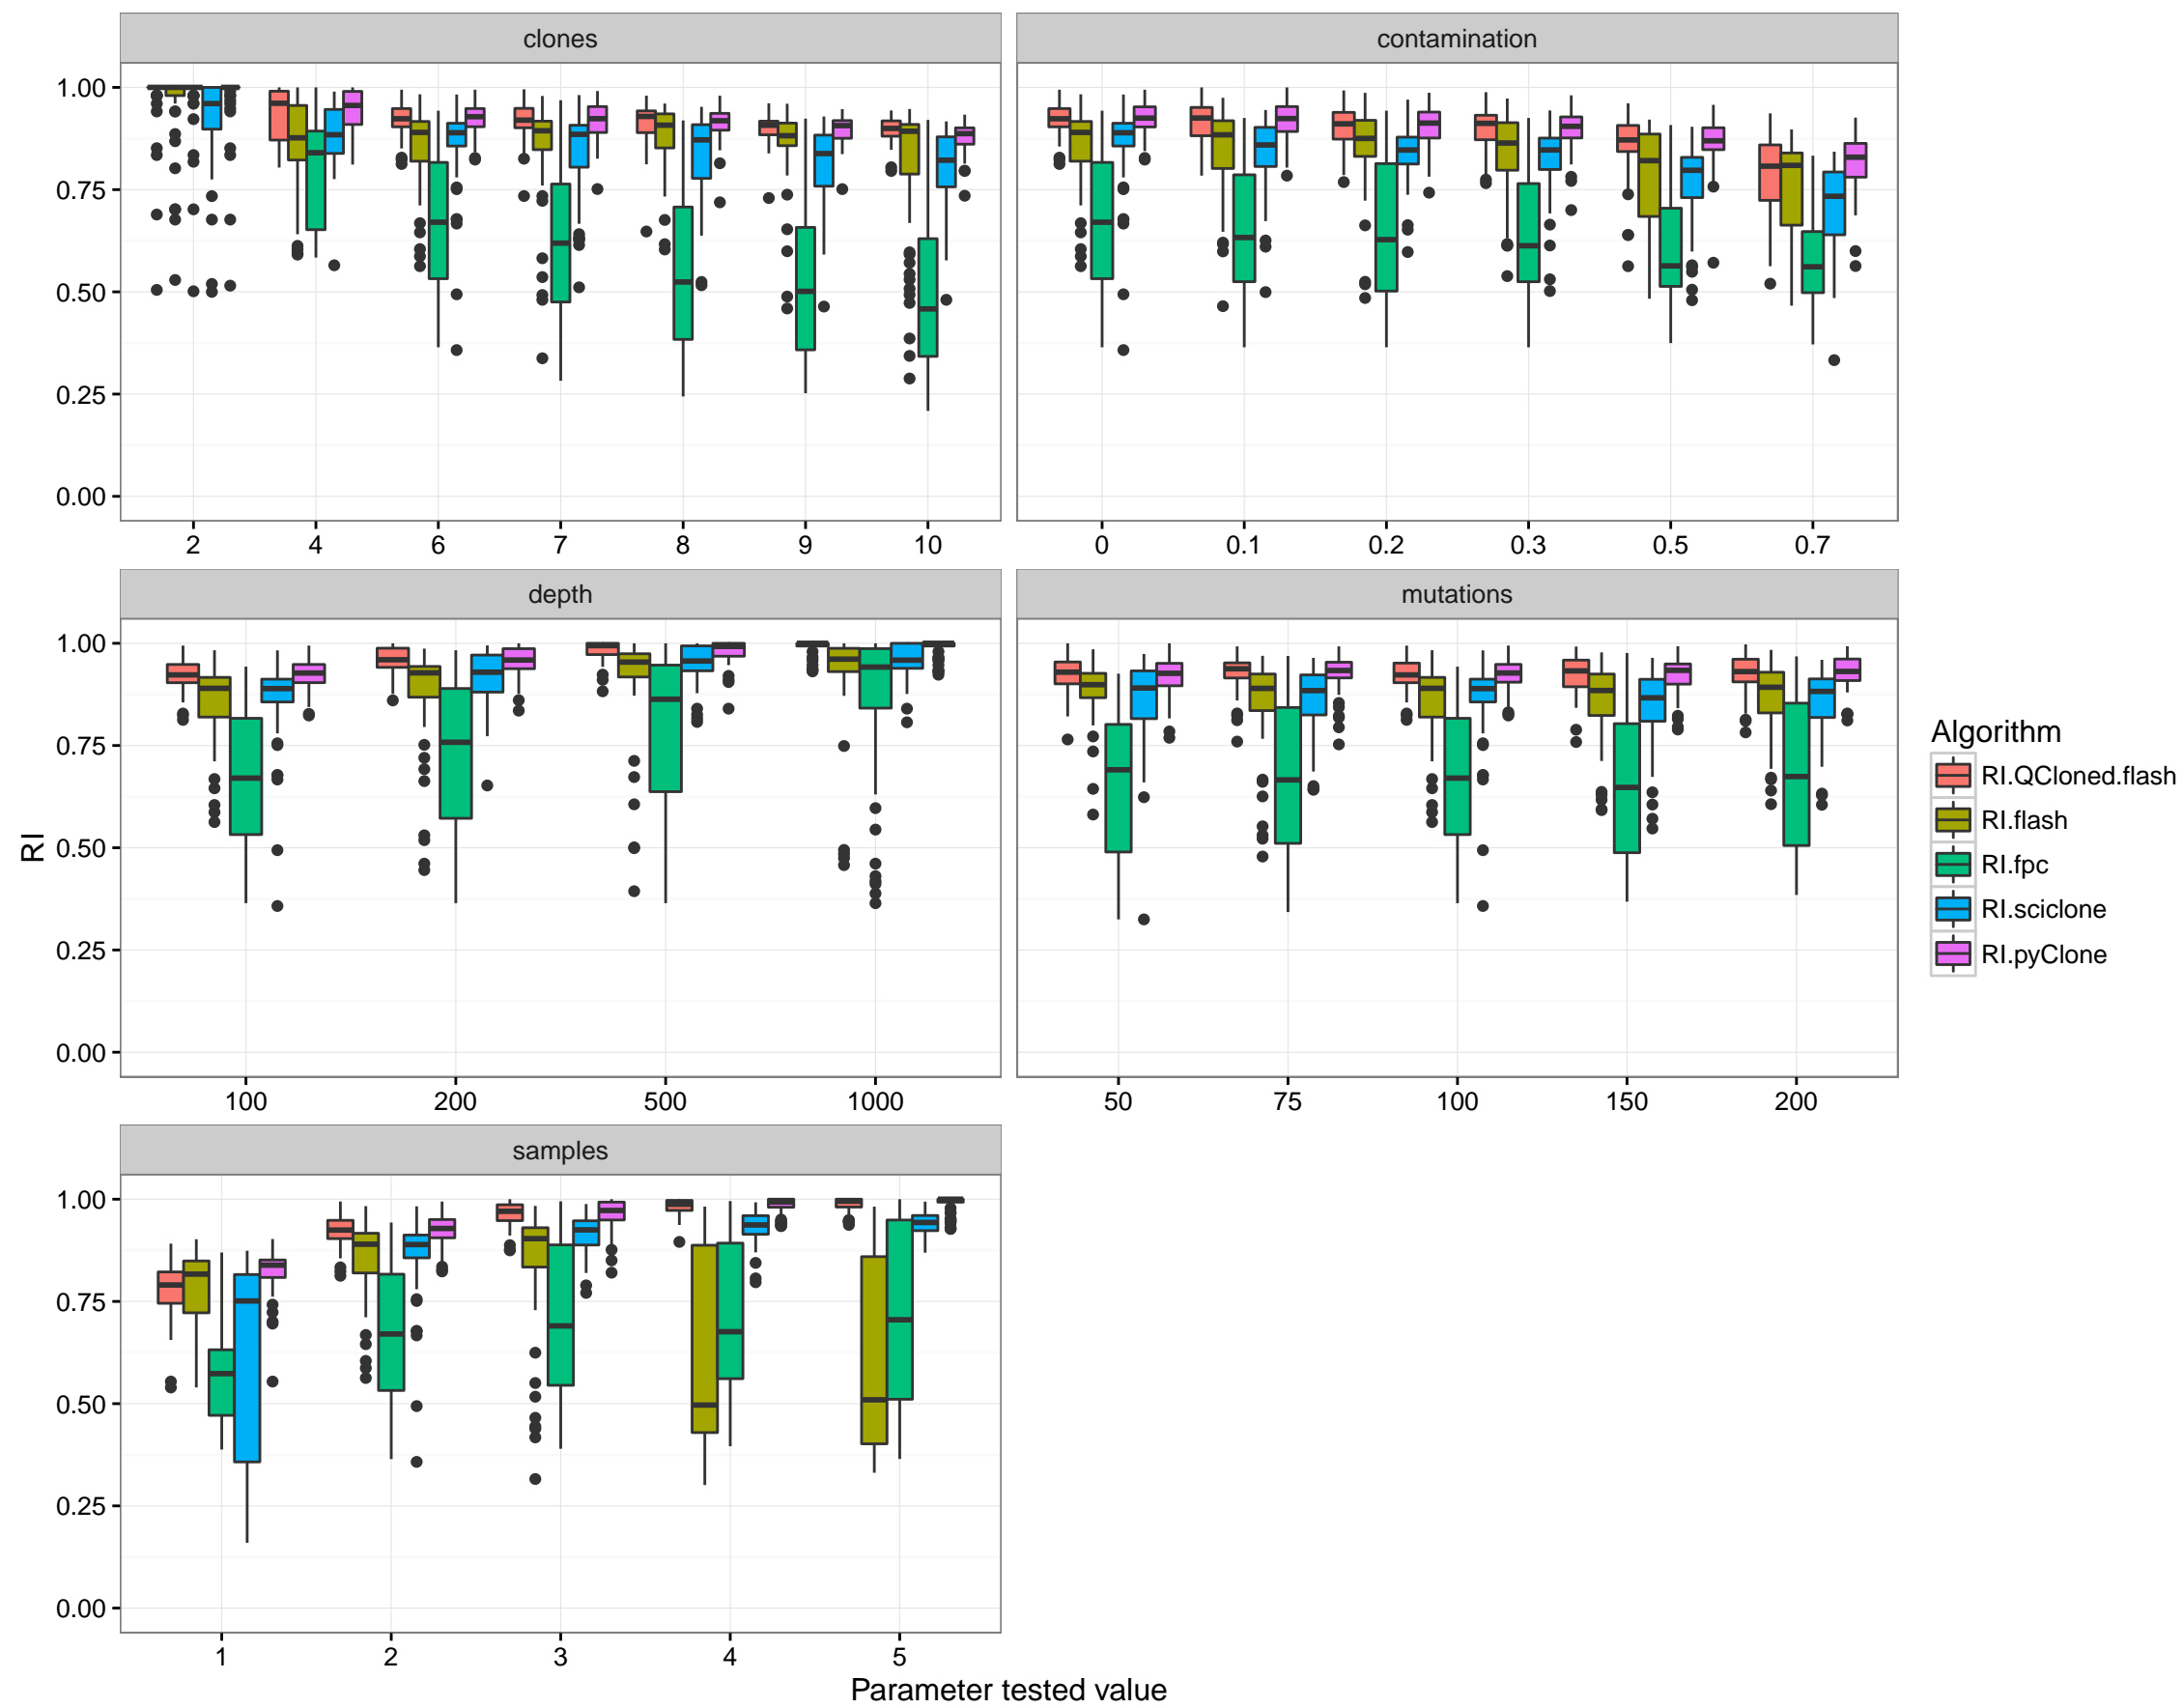 clones
contamination
1.00
0.75
0.50
0.25
0.00
2 4 6 7 8 9 10
0 0.1 0.2 0.3 0.5 0.7
depth
mutations
1.00
0.75
0.50
0.25
0.00
RI
100 200 500 1000
50 75 100 150 200
Algorithm
RI.QCloned.flash
RI.flash
RI.fpc
RI.sciclone
RI.pyClone
samples
1.00
0.75
0.50
0.25
0.00
1 2 3 4 5
Parameter tested value